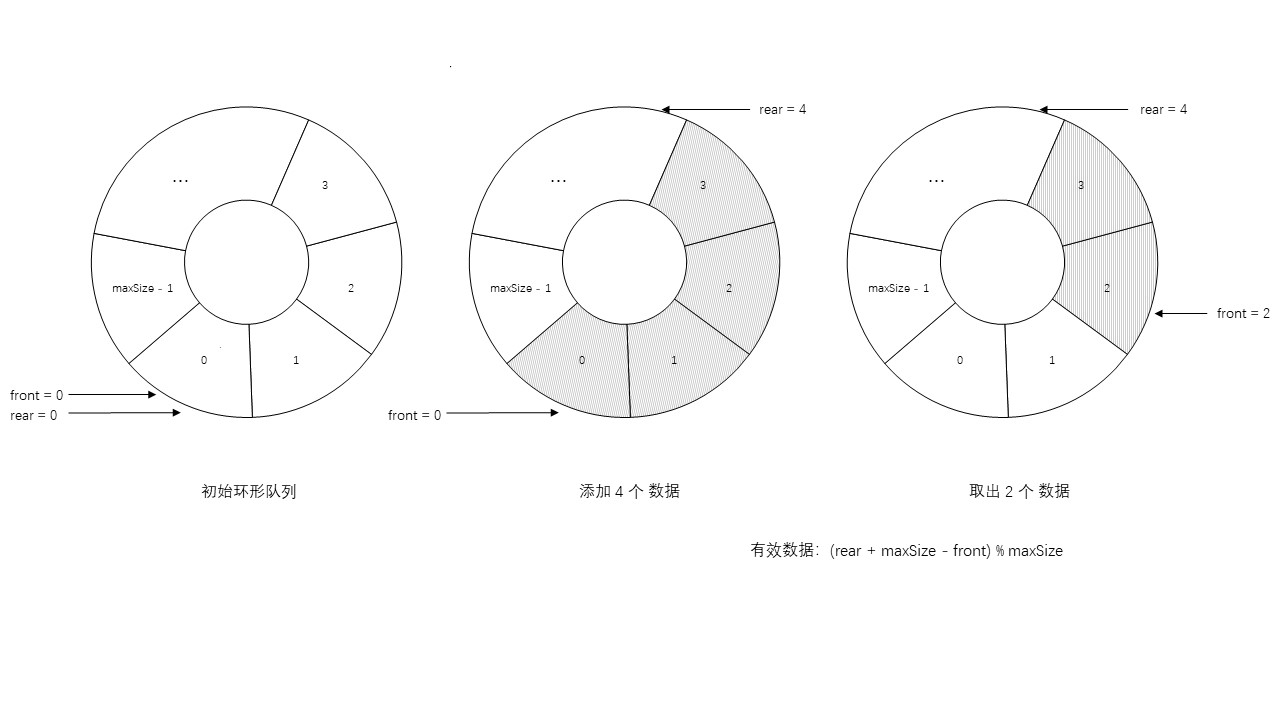 ...
3
maxSize - 1
2
0
1
front = 0
rear = 0
初始环形队列
rear = 4
...
3
maxSize - 1
2
0
1
front = 0
添加 4 个 数据
rear = 4
...
3
maxSize - 1
2
front = 2
0
1
取出 2 个 数据
有效数据：(rear + maxSize - front) % maxSize